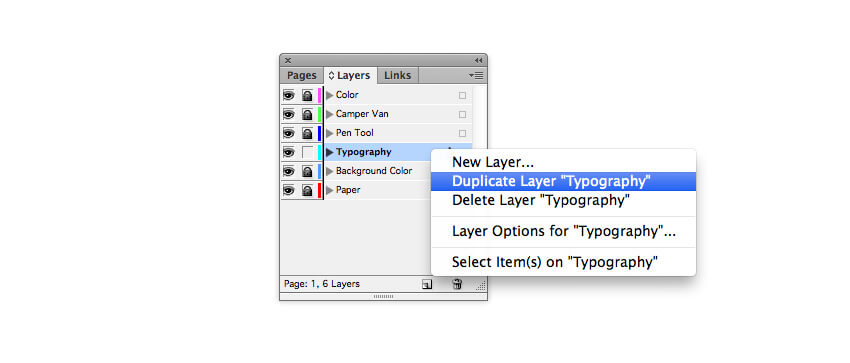 Pages Layers Links
Color
Camper Van
Pen Tool
Typography
Background Color
Paper
Page: 1, 6 Layers
New Layer...
Duplicate Layer "Typography"
Delete Layer "Typography"
Layer Options for "Typography"...
Select Item(s) on "Typography"